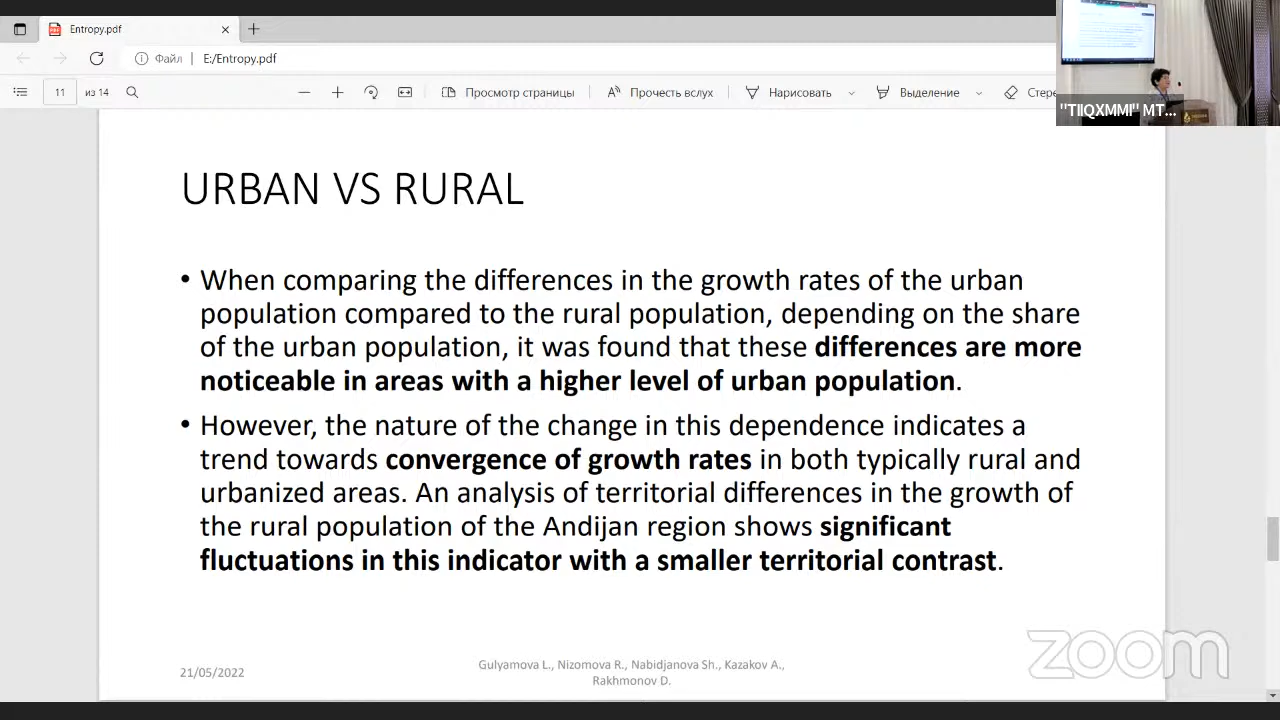 Entropy.pdf
Файл
E:/Entropy.pdf
11 из 14
Просмотр страницы
Прочесть вслух
Нарисовать
Выделение
Стере
"TIIQXMMI" MT...
URBAN VS RURAL
• When comparing the differences in the growth rates of the urban
population compared to the rural population, depending on the share
of the urban population, it was found that these differences are more
noticeable in areas with a higher level of urban population.
• However, the nature of the change in this dependence indicates a
trend towards convergence of growth rates in both typically rural and
urbanized areas. An analysis of territorial differences in the growth of
the rural population of the Andijan region shows significant
fluctuations in this indicator with a smaller territorial contrast.
21/05/2022
Gulyamova L., Nizomova R., Nabidjanova Sh., Kazakov A.,
Rakhmonov D.
zoom